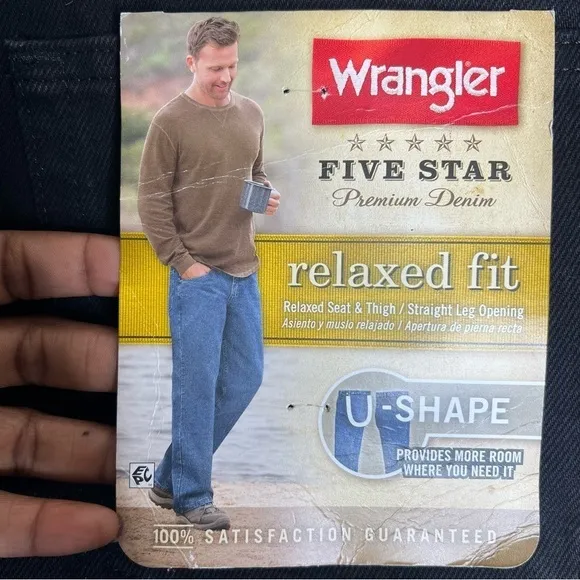 Wrangler
FIVE STAR
Premium Denim
relaxed fit
Relaxed Seat & Thigh / Straight Leg Opening
Asiento y muslo relajado / Apertura de pierna recta
U-SHAPE
PROVIDES MORE ROOM
WHERE YOU NEED IT
100% SATISFACTION GUARANTEED